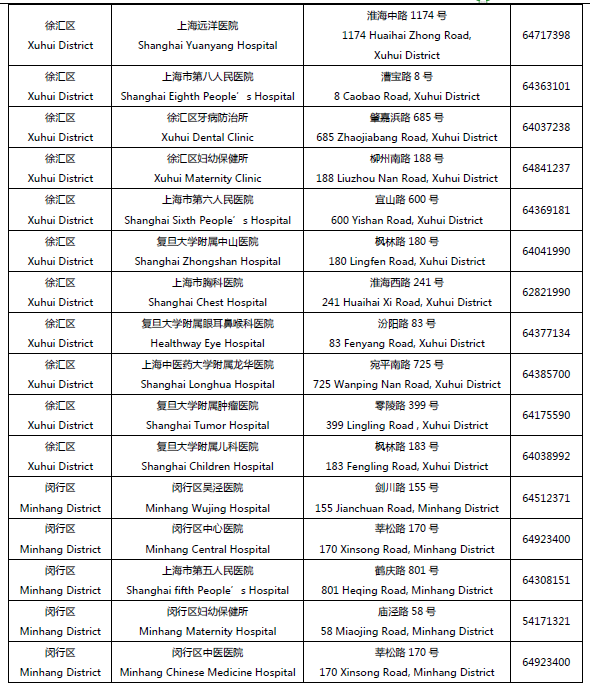 徐汇区
Xuhui District
上海远洋医院
Shanghai Yuanyang Hospital
淮海中路 1174 号
1174 Huaihai Zhong Road,
Xuhui District
64717398
徐汇区
Xuhui District
上海市第八人民医院
Shanghai Eighth People’s Hospital
漕宝路 8 号
8 Caobao Road, Xuhui District
64363101
徐汇区
Xuhui District
徐汇区牙病防治所
Xuhui Dental Clinic
肇嘉浜路 685 号
685 Zhaojiabang Road, Xuhui District
64037238
徐汇区
Xuhui District
徐汇区妇幼保健所
Xuhui Maternity Clinic
柳州南路 188 号
188 Liuzhou Nan Road, Xuhui District
64841237
徐汇区
Xuhui District
上海市第六人民医院
Shanghai Sixth People’s Hospital
宜山路 600 号
600 Yishan Road, Xuhui District
64369181
徐汇区
Xuhui District
复旦大学附属中山医院
Shanghai Zhongshan Hospital
枫林路 180 号
180 Lingfen Road, Xuhui District
64041990
徐汇区
Xuhui District
上海市胸科医院
Shanghai Chest Hospital
淮海西路 241 号
241 Huaihai Xi Road, Xuhui District
62821990
徐汇区
Xuhui District
复旦大学附属眼耳鼻喉科医院
Healthway Eye Hospital
汾阳路 83 号
83 Fenyang Road, Xuhui District
64377134
徐汇区
Xuhui District
上海中医药大学附属龙华医院
Shanghai Longhua Hospital
宛平南路 725 号
725 Wanping Nan Road, Xuhui District
64385700
徐汇区
Xuhui District
复旦大学附属肿瘤医院
Shanghai Tumor Hospital
零陵路 399 号
399 Lingling Road , Xuhui District
64175590
徐汇区
Xuhui District
复旦大学附属儿科医院
Shanghai Children Hospital
枫林路 183 号
183 Fengling Road, Xuhui District
64038992
闵行区
Minhang District
闵行区吴泾医院
Minhang Wujing Hospital
剑川路 155 号
155 Jianchuan Road, Minhang District
64512371
闵行区
Minhang District
闵行区中心医院
Minhang Central Hospital
莘松路 170 号
170 Xinsong Road, Minhang District
64923400
闵行区
Minhang District
上海市第五人民医院
Shanghai fifth People’s Hospital
鹤庆路 801 号
801 Heqing Road, Minhang District
64308151
闵行区
Minhang District
闵行区妇幼保健所
Minhang Maternity Hospital
庙泾路 58 号
58 Miaojing Road, Minhang District
54171321
闵行区
Minhang District
闵行区中医医院
Minhang Chinese Medicine Hospital
莘松路 170 号
170 Xinsong Road, Minhang District
64923400